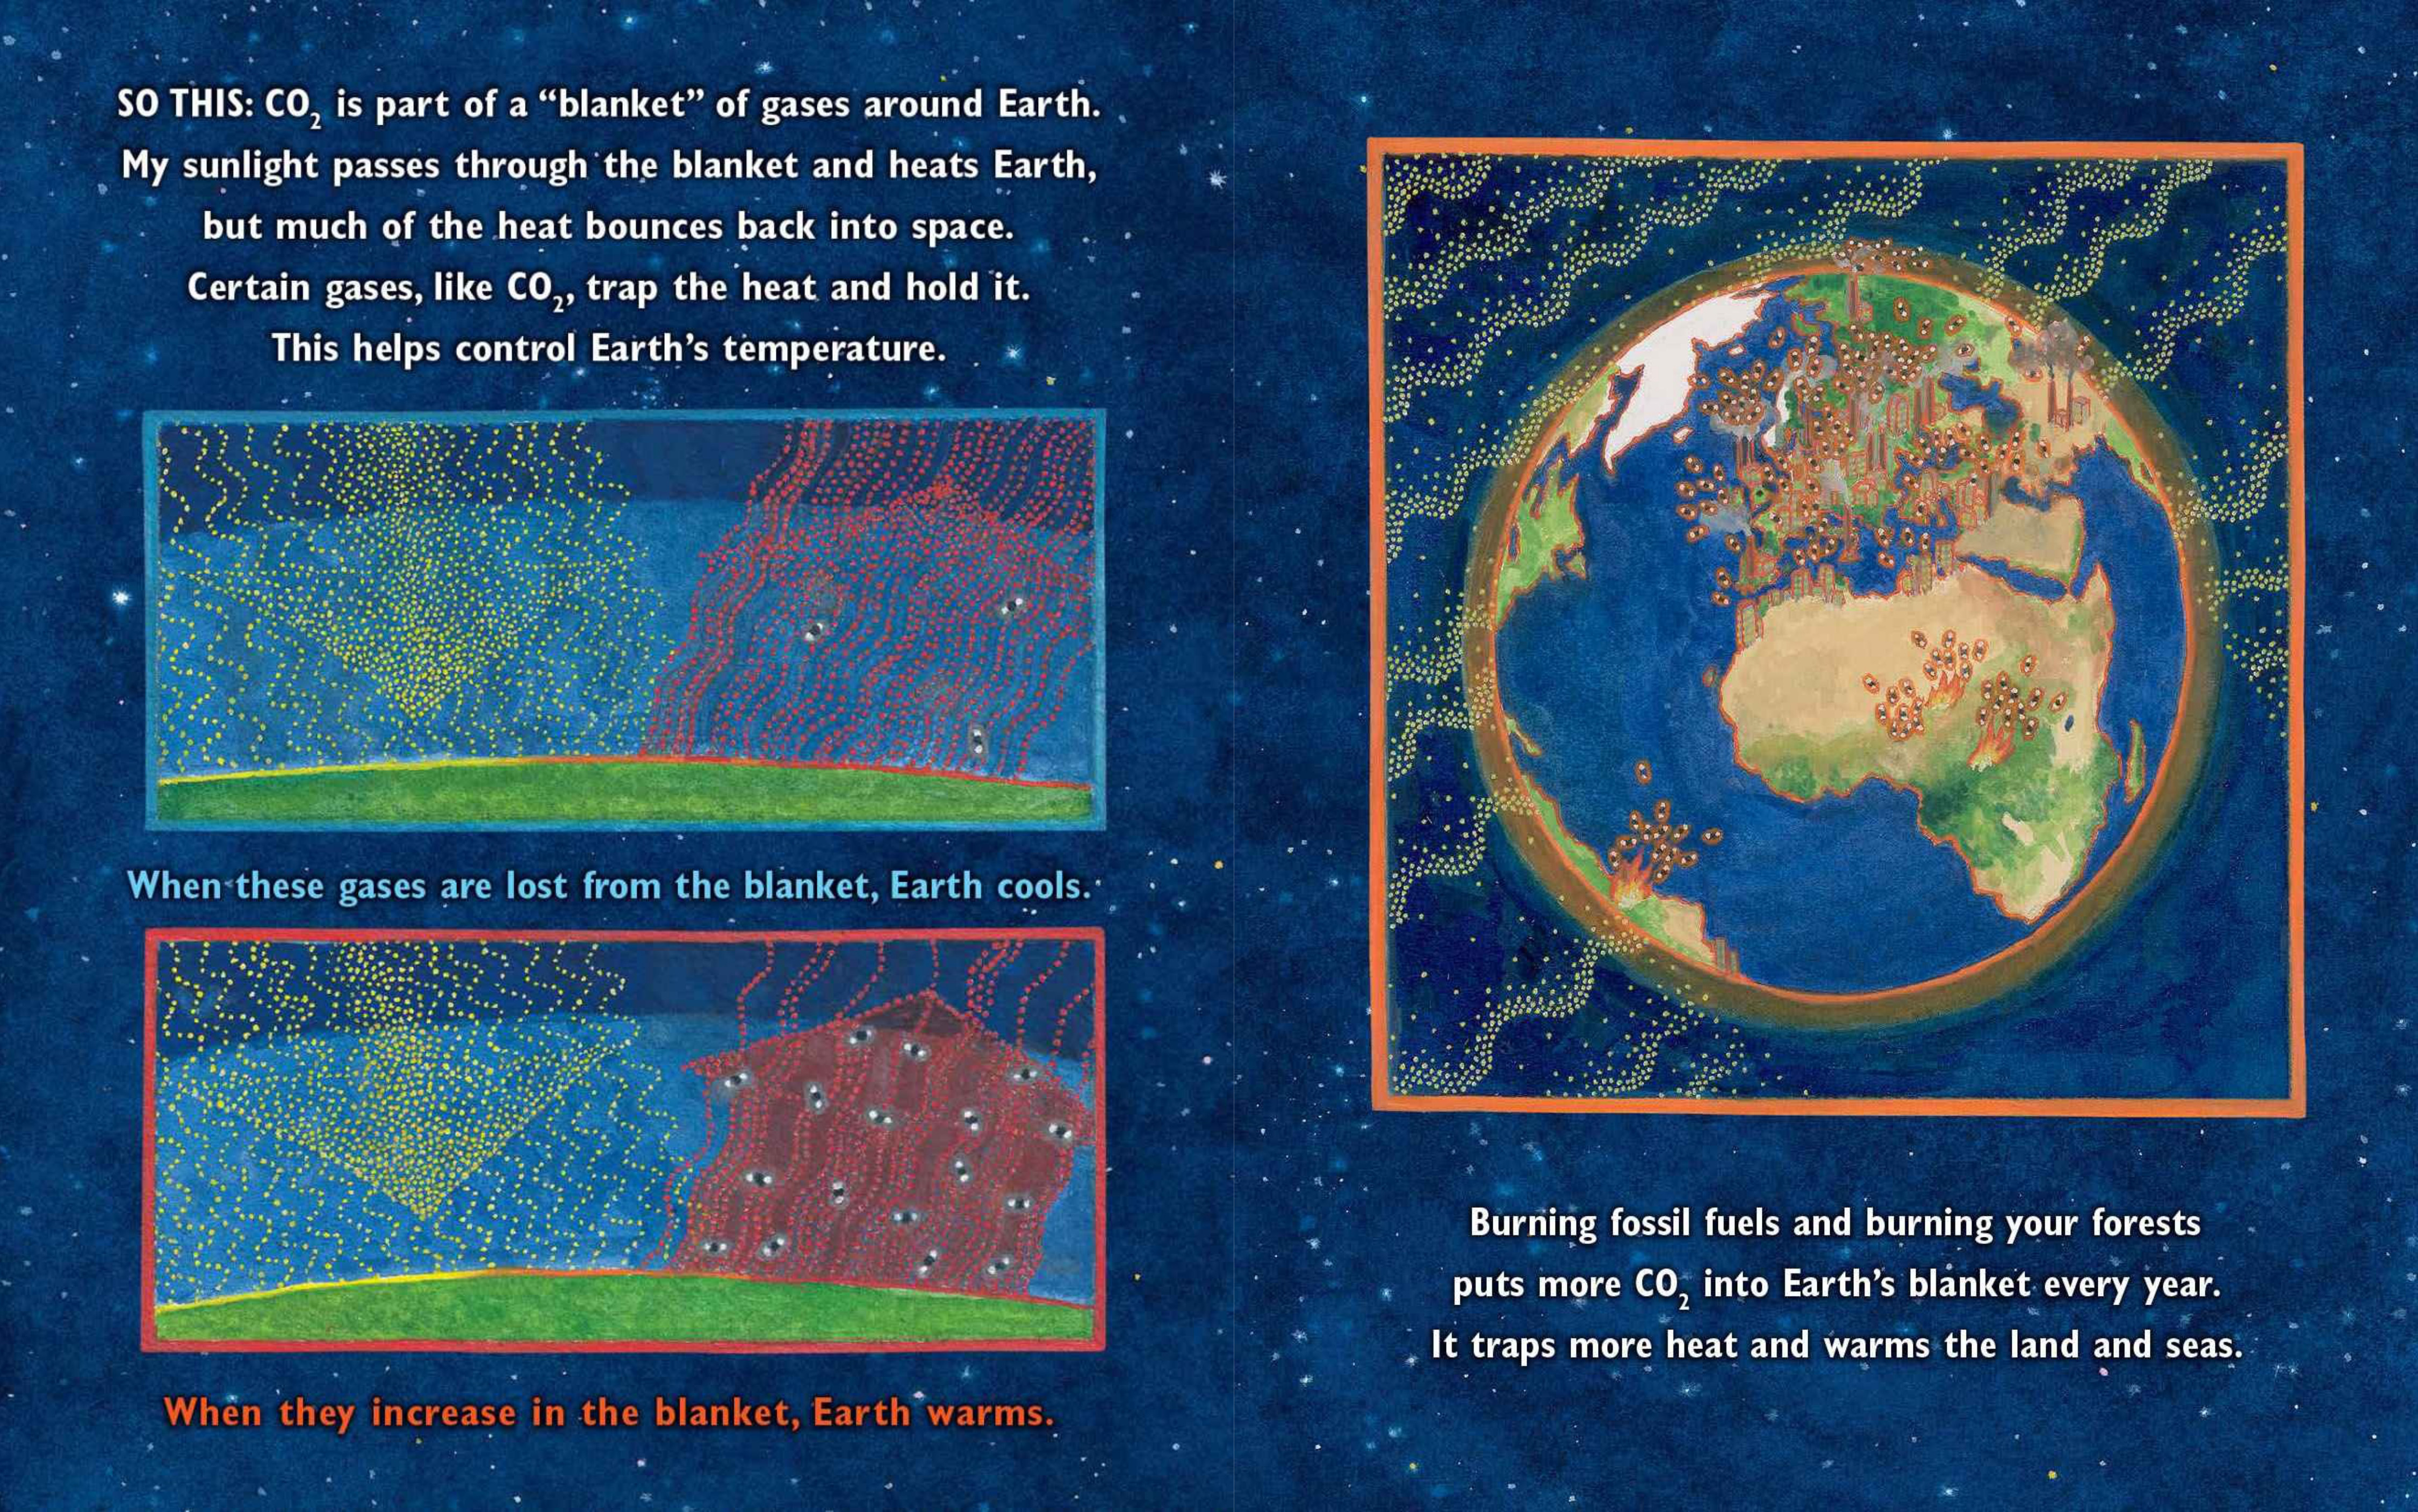 SO THIS: CO₂ is part of a “blanket” of gases around Earth.
My sunlight passes through the blanket and heats Earth,
but much of the heat bounces back into space.
Certain gases, like CO₂, trap the heat and hold it.
This helps control Earth’s temperature.
When these gases are lost from the blanket, Earth cools.
When they increase in the blanket, Earth warms.
Burning fossil fuels and burning your forests
puts more CO₂ into Earth’s blanket every year.
It traps more heat and warms the land and seas.